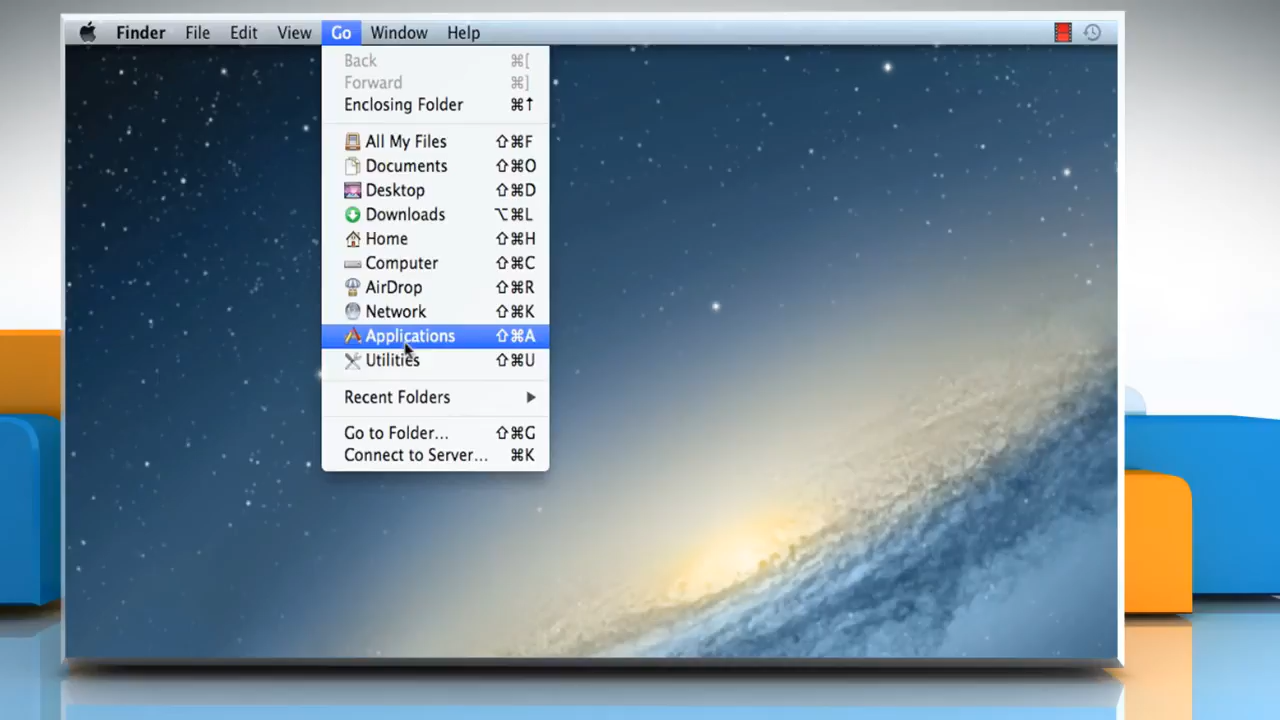 Finder File Edit View Go Window Help
Back ⌘[
Forward ⌘]
Enclosing Folder ⌘↑
All My Files ⇧⌘F
Documents ⇧⌘O
Desktop ⇧⌘D
Downloads ⌥⌘L
Home ⇧⌘H
Computer ⇧⌘C
AirDrop ⇧⌘R
Network ⇧⌘K
Applications ⇧⌘A
Utilities ⇧⌘U
Recent Folders ▶
Go to Folder... ⇧⌘G
Connect to Server... ⌘K